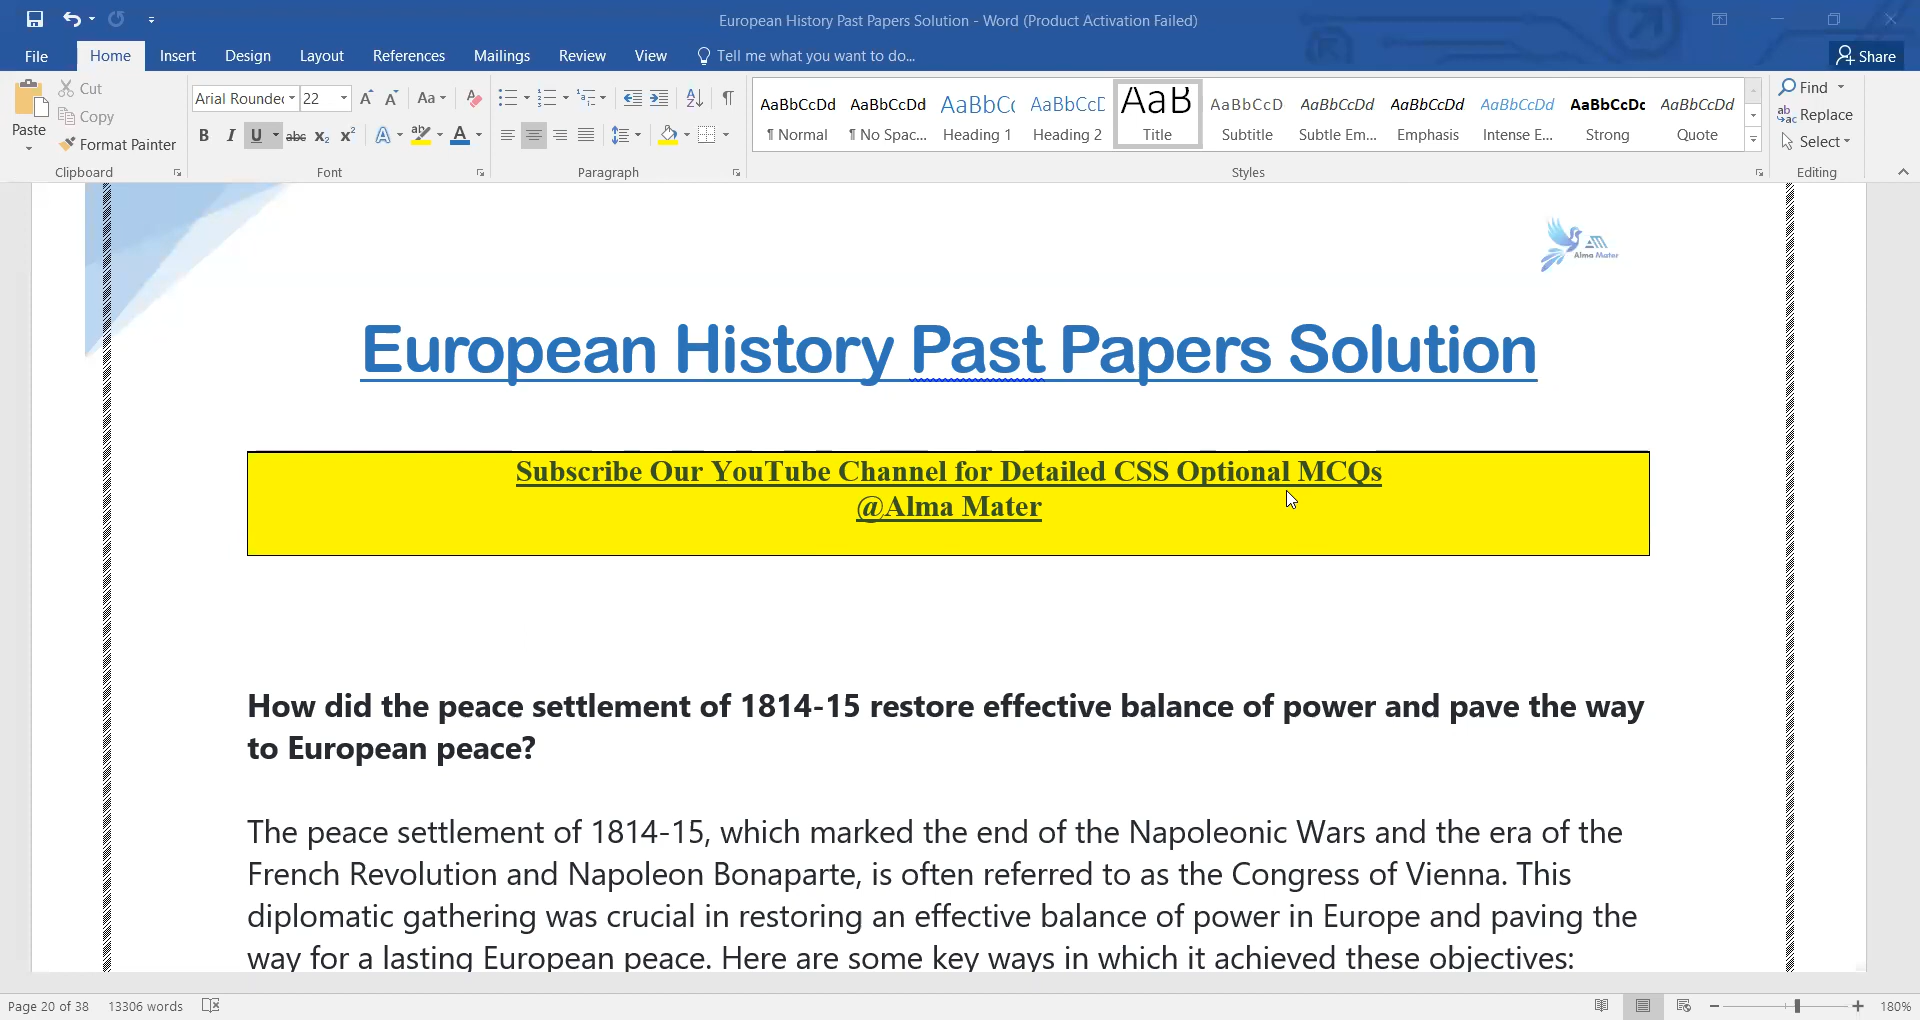 European History Past Papers Solution - Word (Product Activation Failed)
File Home Insert Design Layout References Mailings Review View Tell me what you want to do... Share
Paste
Cut
Copy
Format Painter
Clipboard
Arial Rounded 22 Aa
B I U abc X₂ X² A ab A
Font
Paragraph
AaBbCcDd AaBbCcDd AaBbCc AaBbCcD AaB AaBbCcD AaBbCcDd AaBbCcDd AaBbCcDd AaBbCcDc AaBbCcDd
¶ Normal ¶ No Spac... Heading 1 Heading 2 Title Subtitle Subtle Em... Emphasis Intense E... Strong Quote
Styles
Find
Replace
Select
Editing
Alma Mater
European History Past Papers Solution
Subscribe Our YouTube Channel for Detailed CSS Optional MCQs
@Alma Mater
How did the peace settlement of 1814-15 restore effective balance of power and pave the way
to European peace?
The peace settlement of 1814-15, which marked the end of the Napoleonic Wars and the era of the
French Revolution and Napoleon Bonaparte, is often referred to as the Congress of Vienna. This
diplomatic gathering was crucial in restoring an effective balance of power in Europe and paving the
way for a lasting European peace. Here are some key ways in which it achieved these objectives:
Page 20 of 38 13306 words 180%